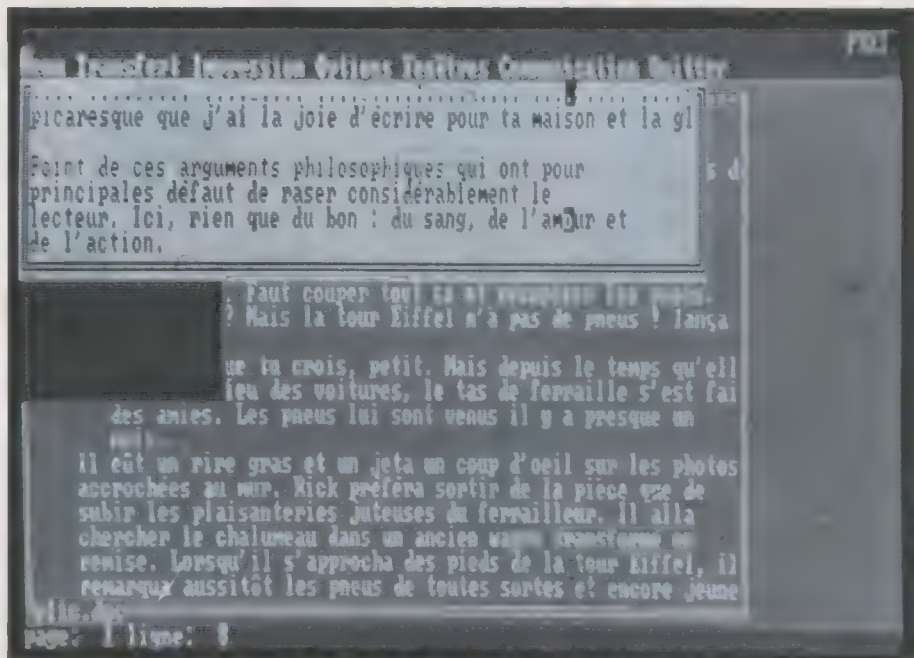 picaresque que j'ai la joie d'écrire pour ta maison et la gl
Point de ces arguments philosophiques qui ont pour
principales défaut de raser considérablement le
lecteur. Ici, rien que du bon : du sang, de l'amour et
de l'action.
. Faut couper tout ça et
? Mais la tour Eiffel n'a pas de pneus ! lança
ue tu crois, petit. Mais depuis le temps qu'ell
ieu des voitures, le tas de ferraille s'est fai
des amies. Les pneus lui sont venus il y a presque un
Il eût un rire gras et un jeta un coup d'oeil sur les photos
accrochées au mur. Rick préféra sortir de la pièce que de
subir les plaisanteries juteuses du ferrailleur. Il alla
chercher le chalumeau dans un ancien
remise. Lorsqu'il s'approcha des pieds de la tour Eiffel, il
remarqua aussitôt les pneus de toutes sortes et encore jeune
page: ligne: